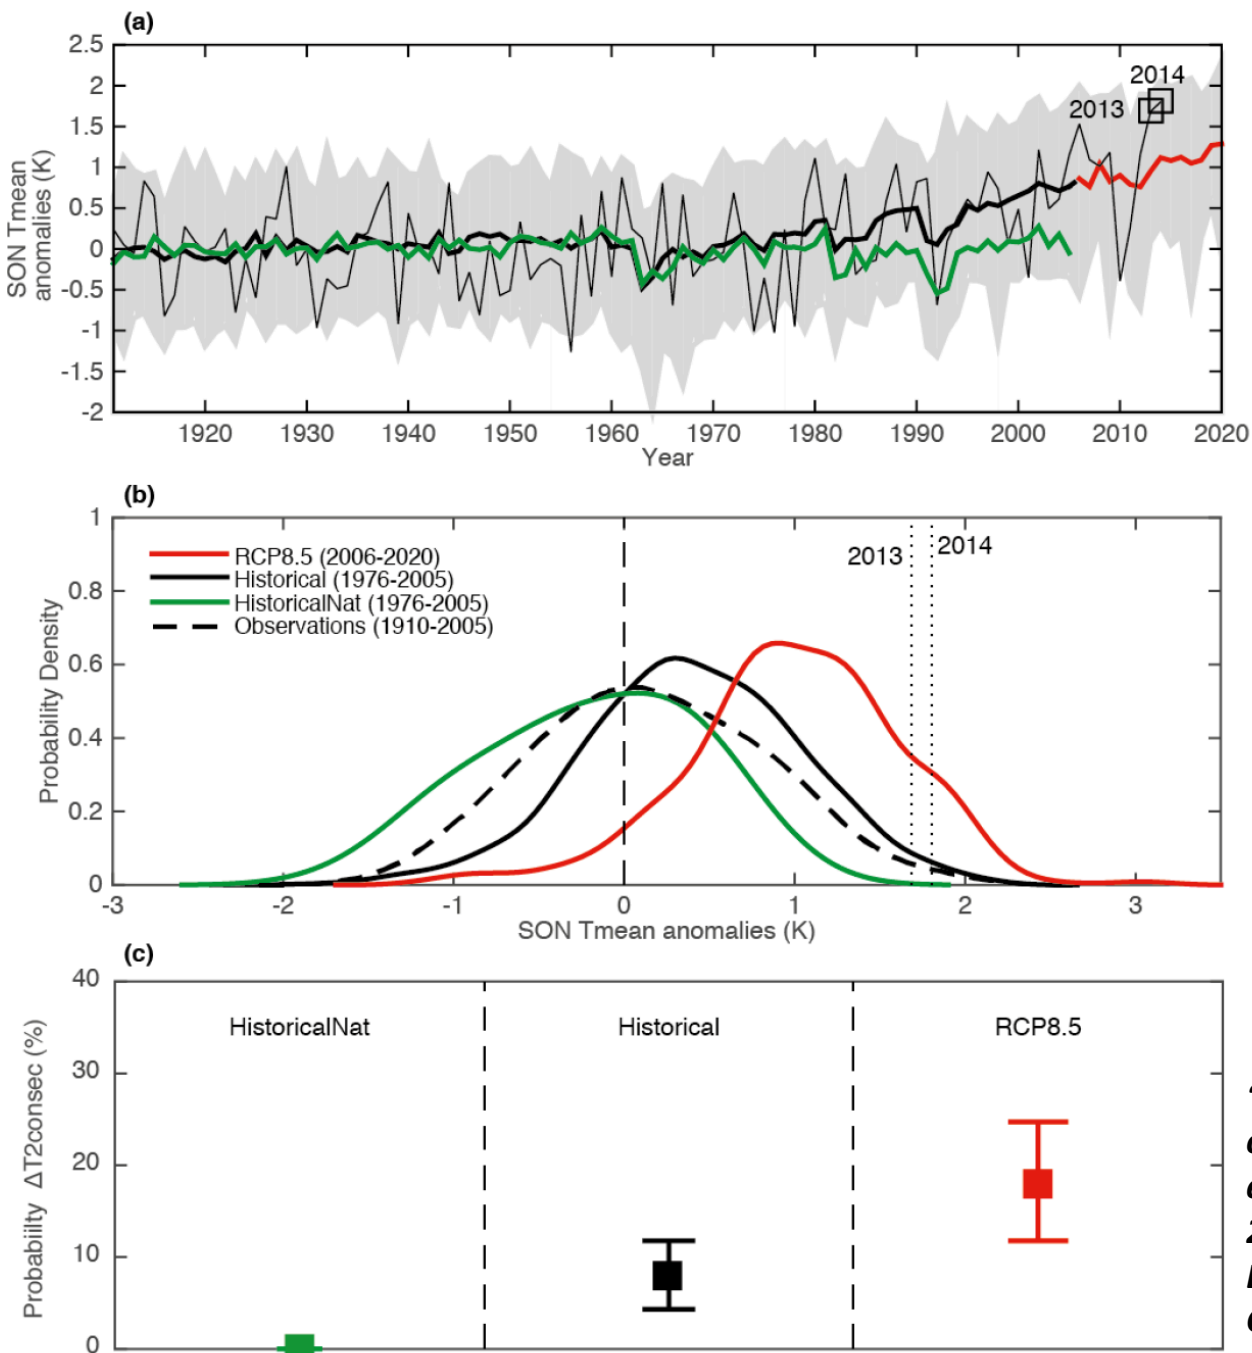 (a)
2.5
2
1.5
1
0.5
0
-0.5
-1
-1.5
-2
SON Tmean
anomalies (K)
2014
2013
1920 1930 1940 1950 1960 1970 1980 1990 2000 2010 2020
Year
(b)
1
0.8
0.6
0.4
0.2
0
Probability Density
RCP8.5 (2006-2020)
Historical (1976-2005)
HistoricalNat (1976-2005)
Observations (1910-2005)
2013
2014
-3 -2 -1 0 1 2 3
SON Tmean anomalies (K)
(c)
40
30
20
10
0
Probabiilty ΔT2consec (%)
HistoricalNat
Historical
RCP8.5